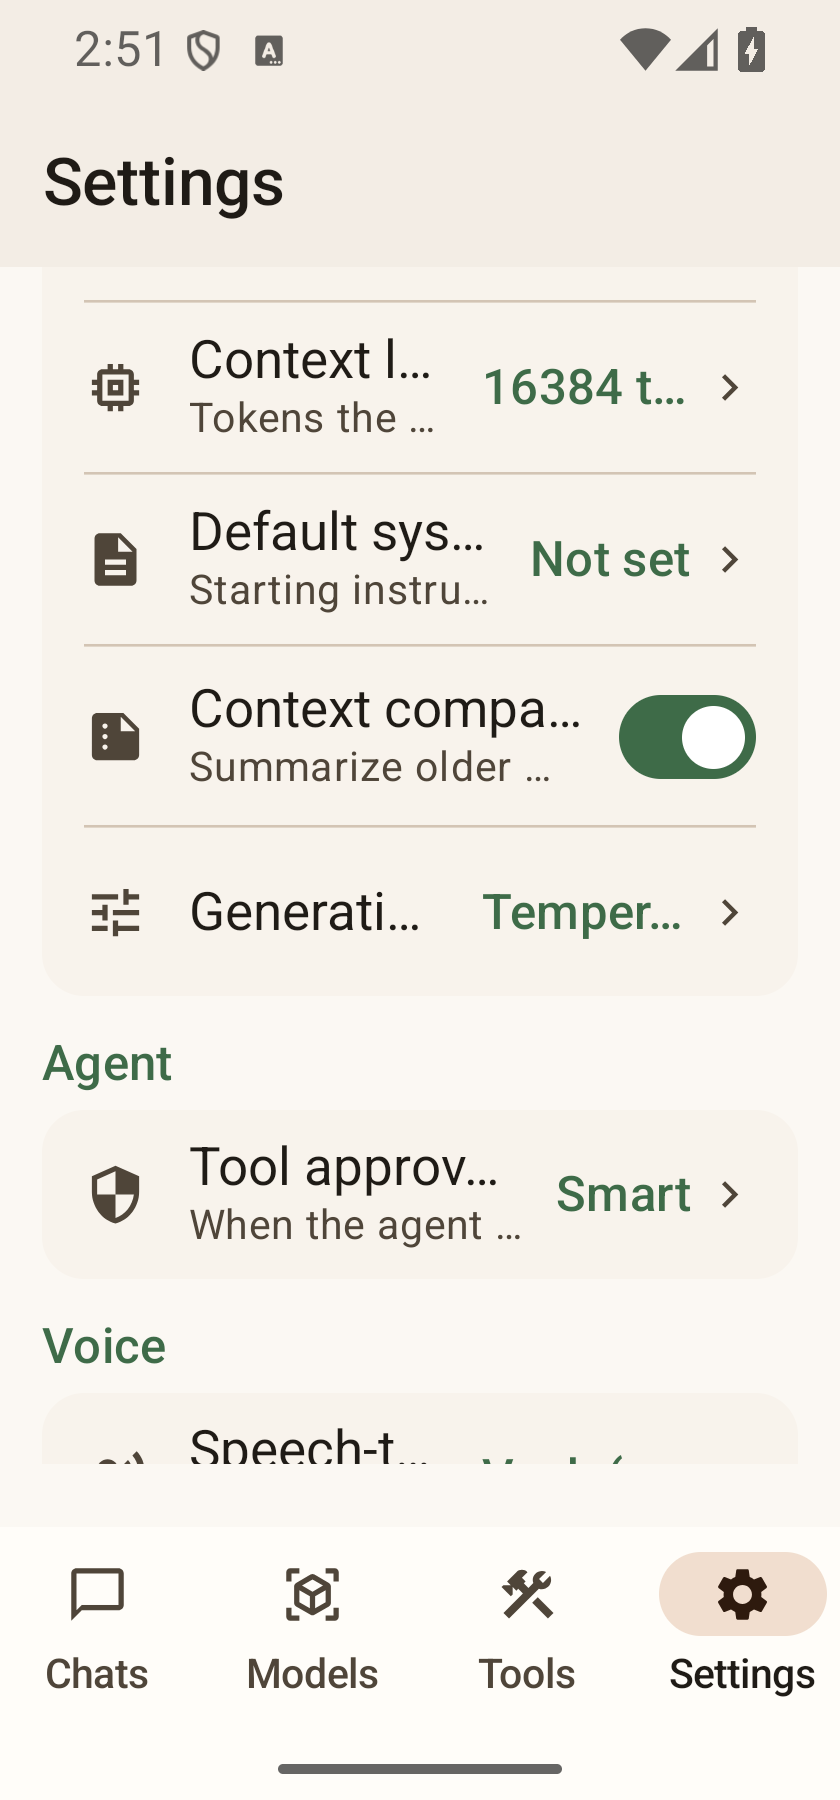 2:51
Settings
Context l…
16384 t…
Tokens the …
Default sys…
Not set
Starting instru…
Context compa…
Summarize older …
Generati…
Temper…
Agent
Tool approv…
Smart
When the agent …
Voice
Speech-t…
Chats
Models
Tools
Settings